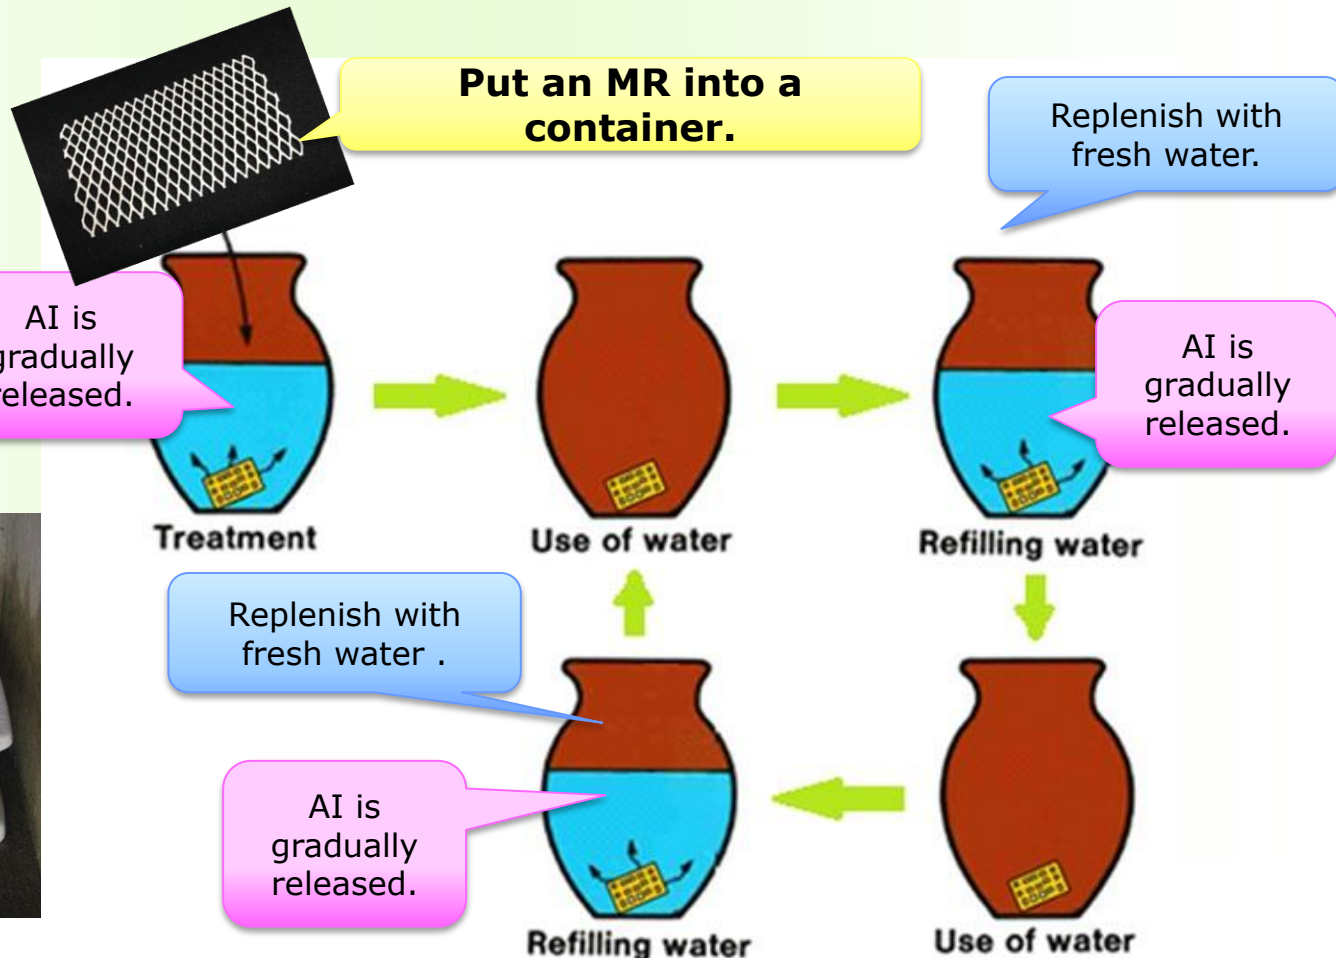 Put an MR into a
container.
Replenish with
fresh water.
AI is
gradually
released.
AI is
gradually
released.
Treatment
Use of water
Refilling water
Replenish with
fresh water .
AI is
gradually
released.
Refilling water
Use of water